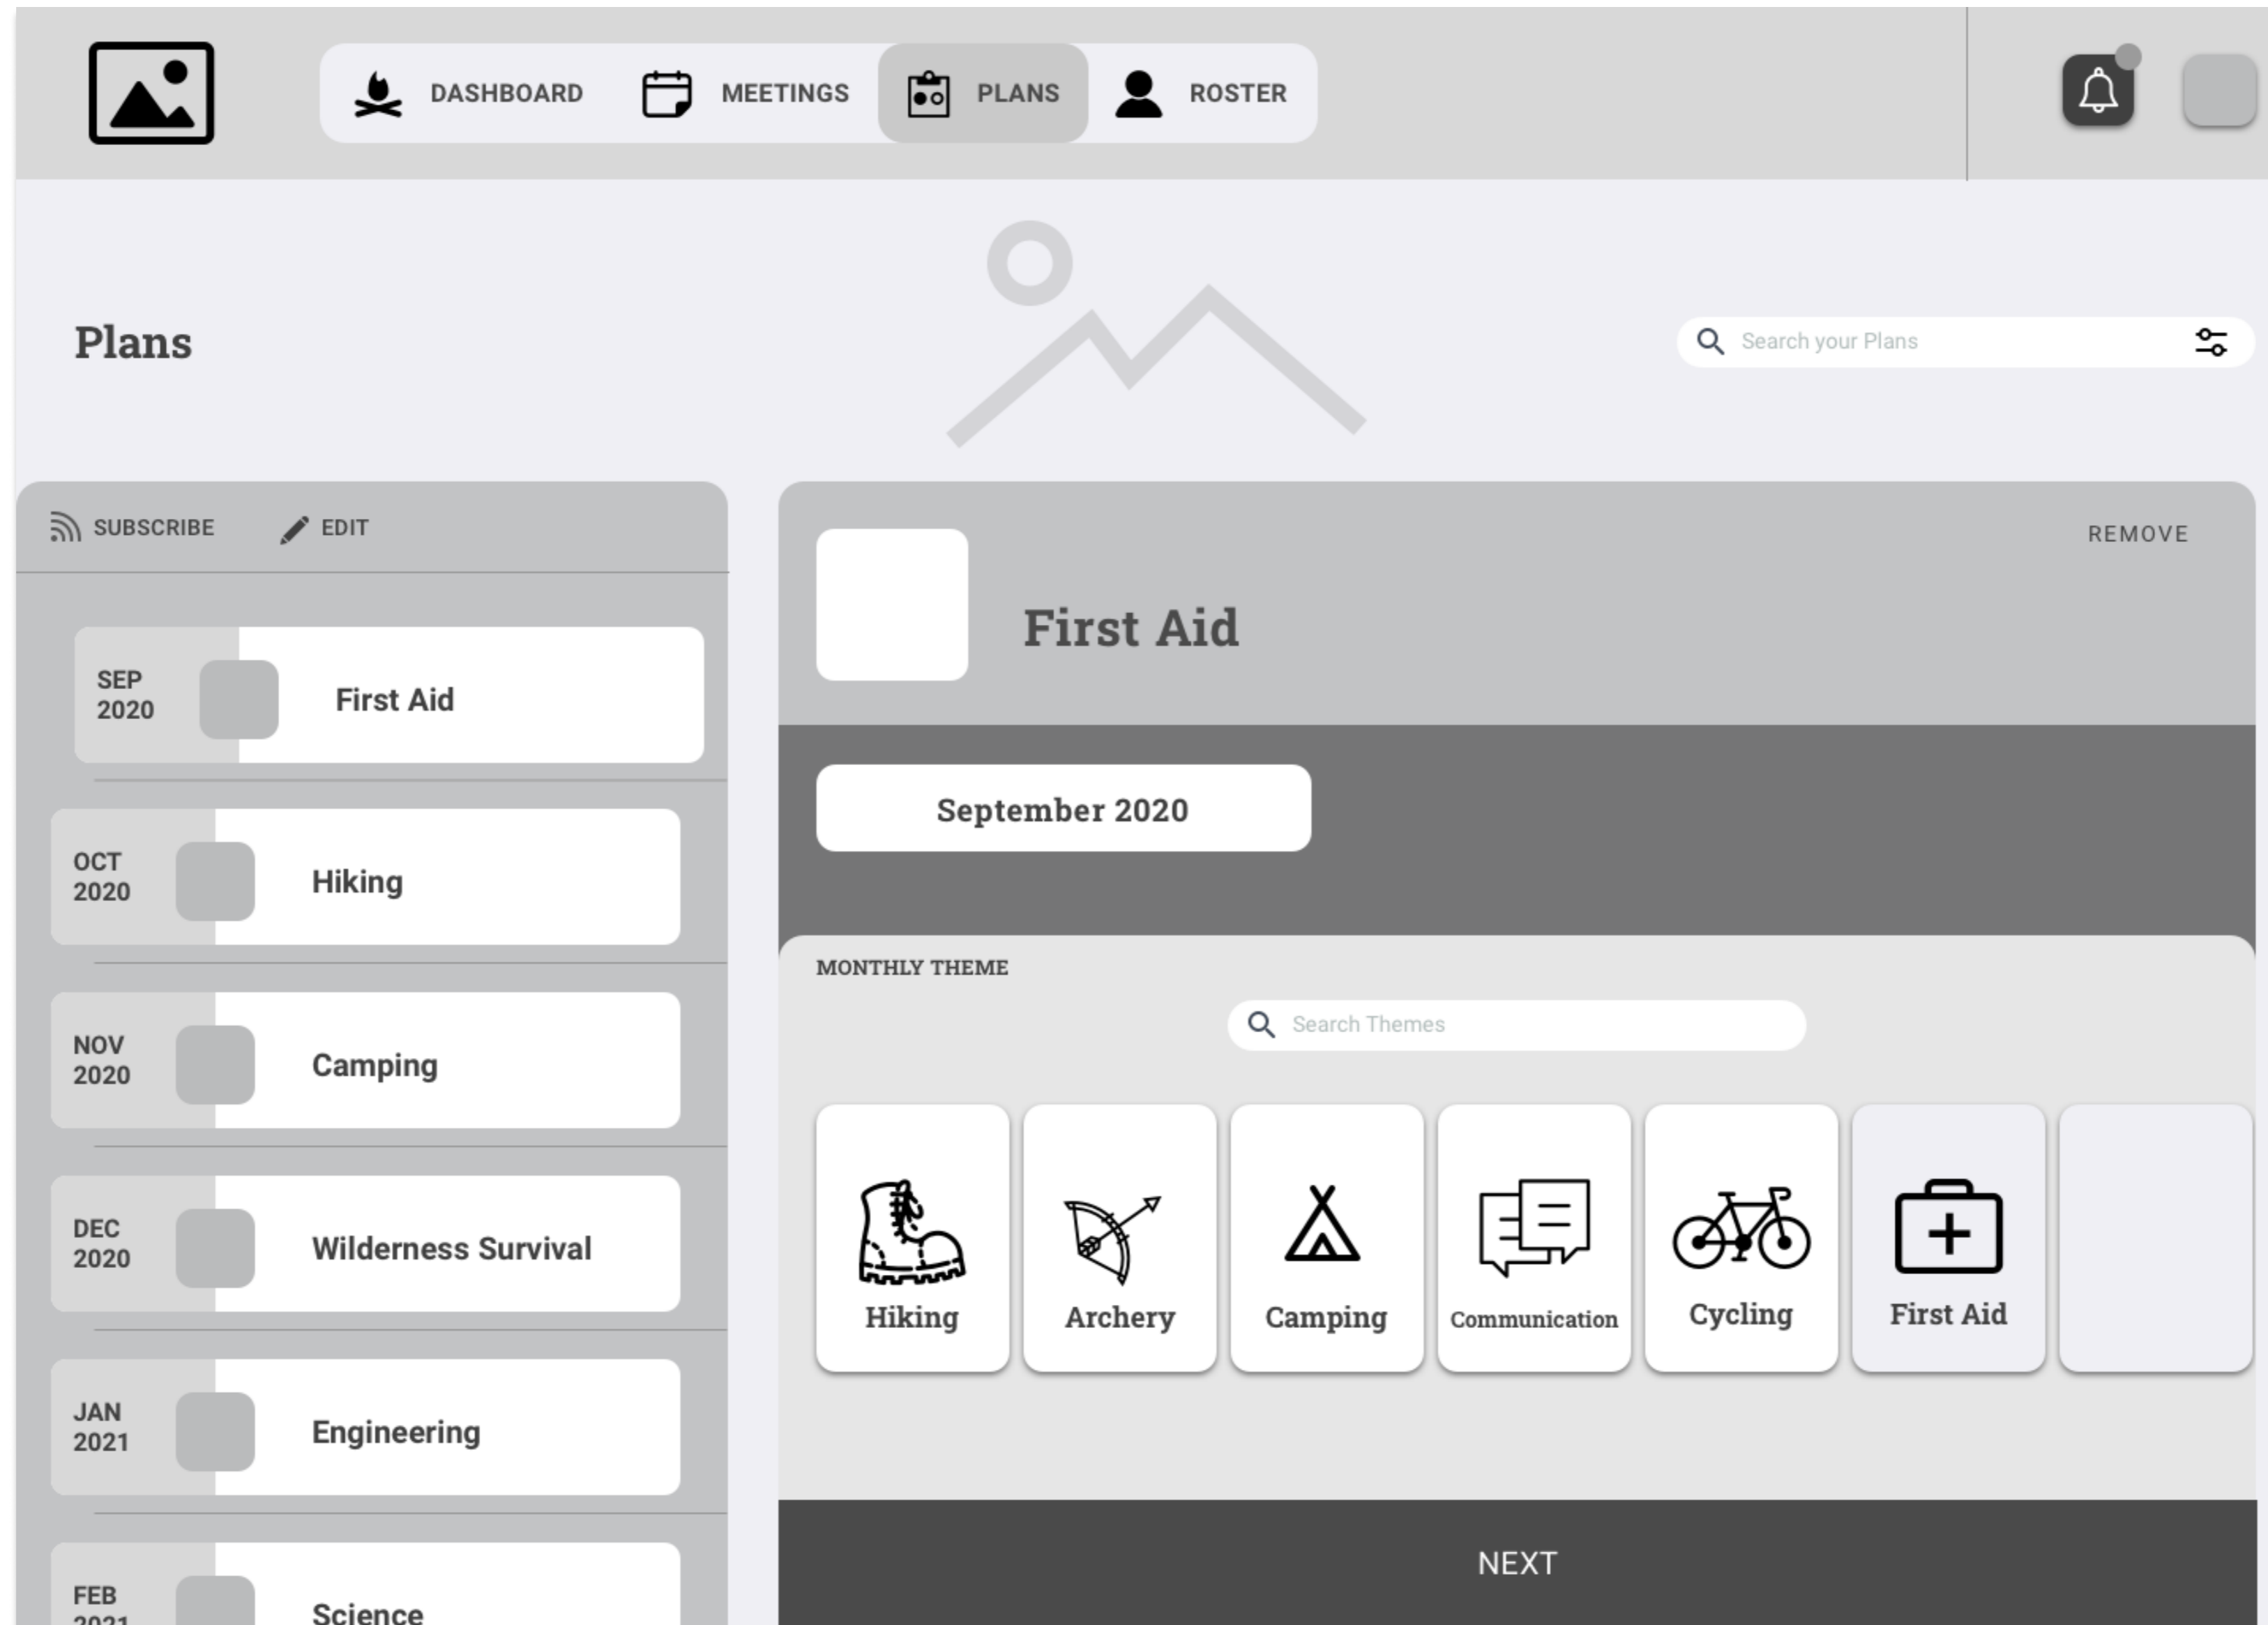 DASHBOARD
MEETINGS
PLANS
ROSTER
Plans
Search your Plans
SUBSCRIBE
EDIT
SEP
2020
First Aid
OCT
2020
Hiking
NOV
2020
Camping
DEC
2020
Wilderness Survival
JAN
2021
Engineering
FEB
2021
Science
REMOVE
First Aid
September 2020
MONTHLY THEME
Search Themes
Hiking
Archery
Camping
Communication
Cycling
First Aid
NEXT